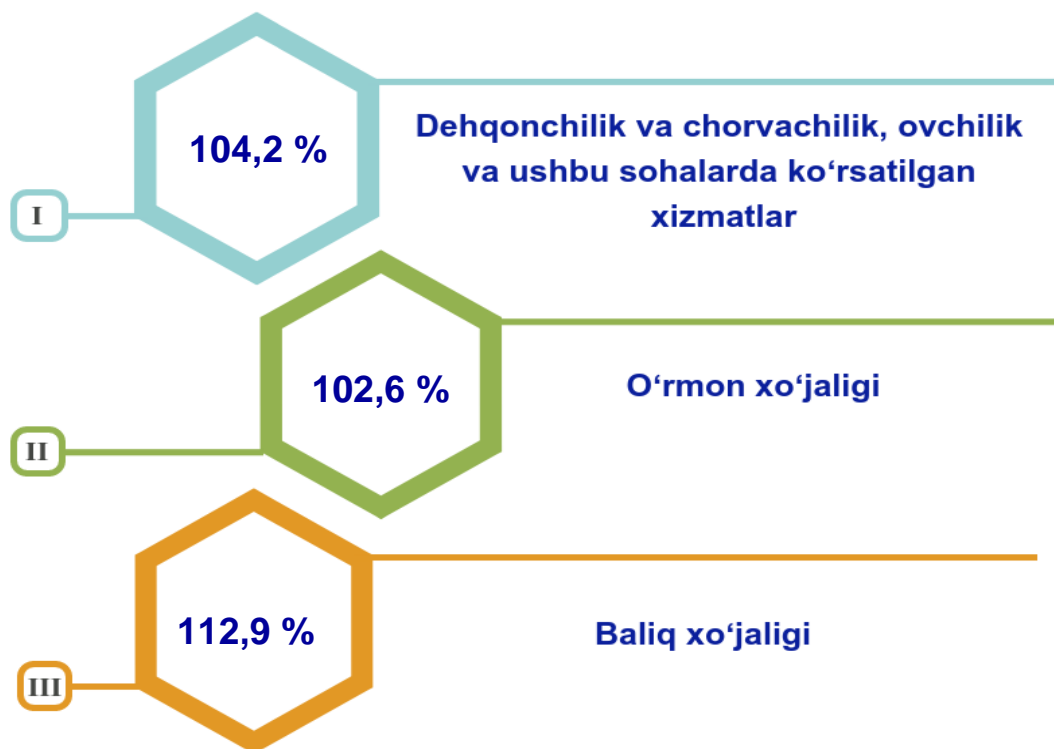 104,2 %
Dehqonchilik va chorvachilik, ovchilik
va ushbu sohalarda ko‘rsatilgan
xizmatlar
I
102,6 %
O‘rmon xo‘jaligi
II
112,9 %
Baliq xo‘jaligi
III